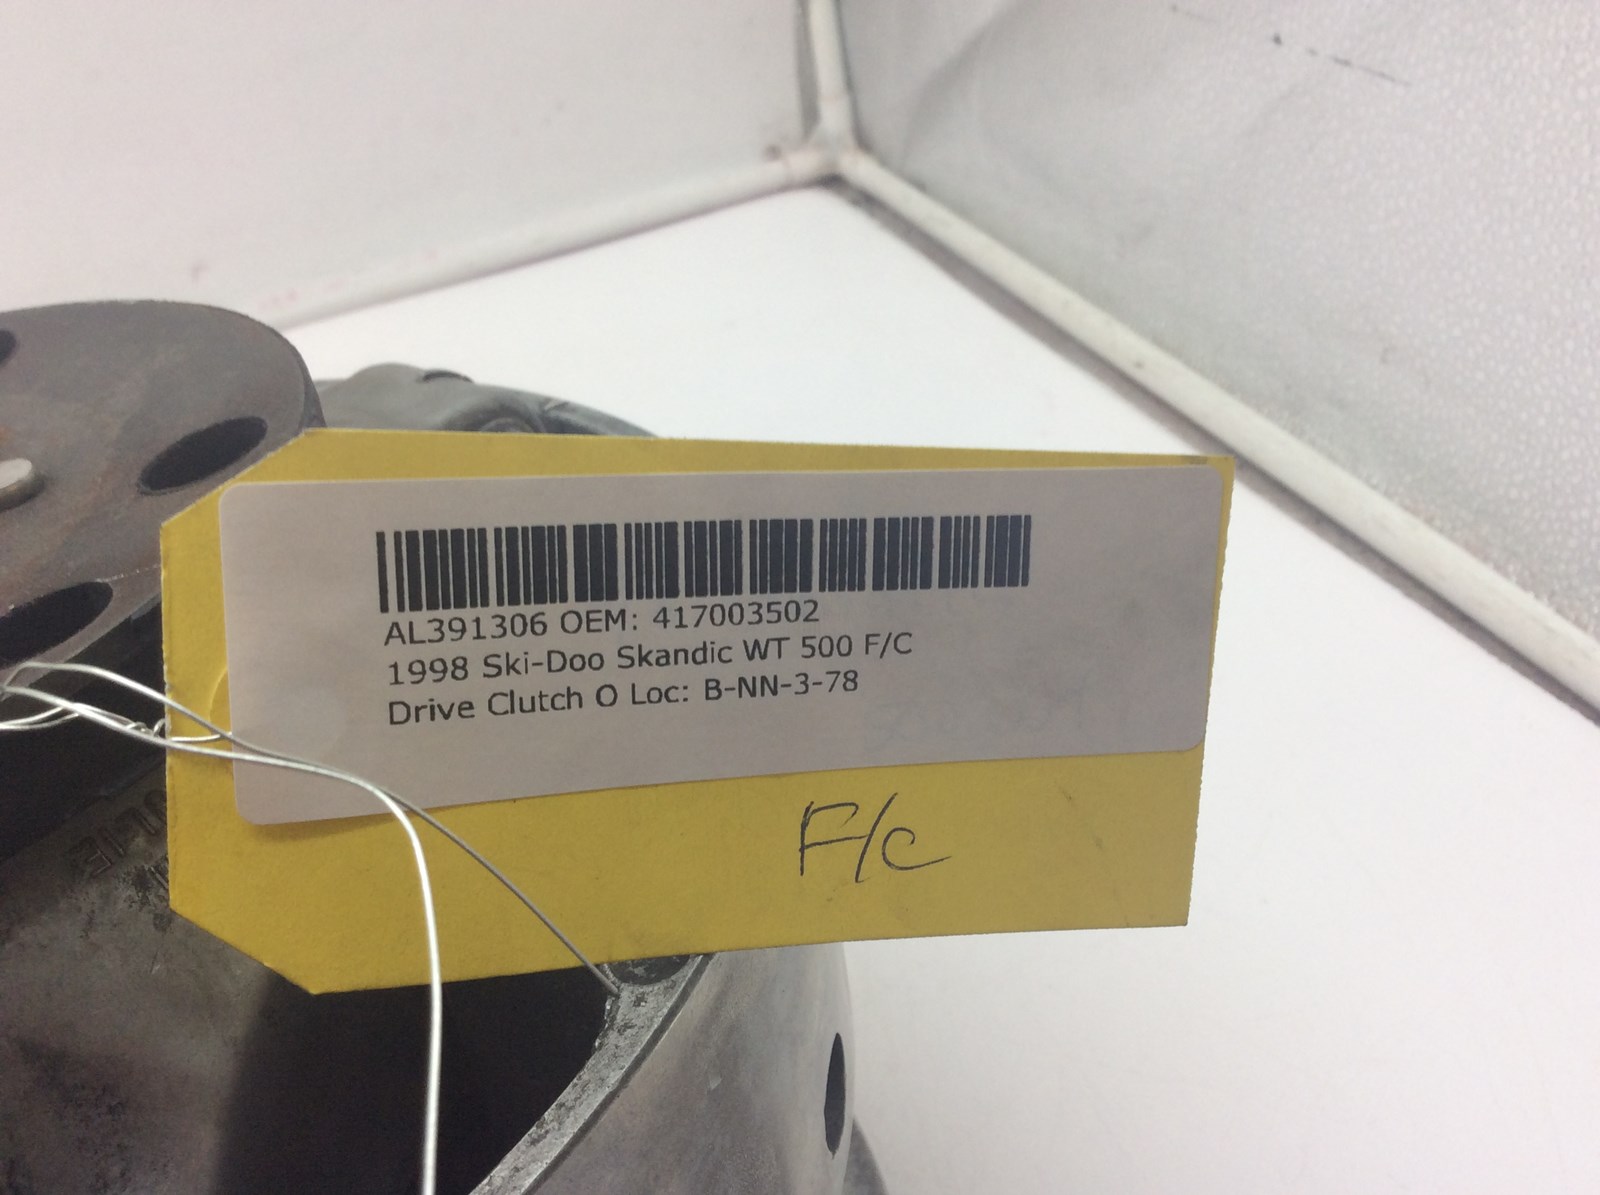 AL391306 OEM: 417003502
1998 Ski-Doo Skandic WT 500 F/C
Drive Clutch O Loc: B-NN-3-78
F/C